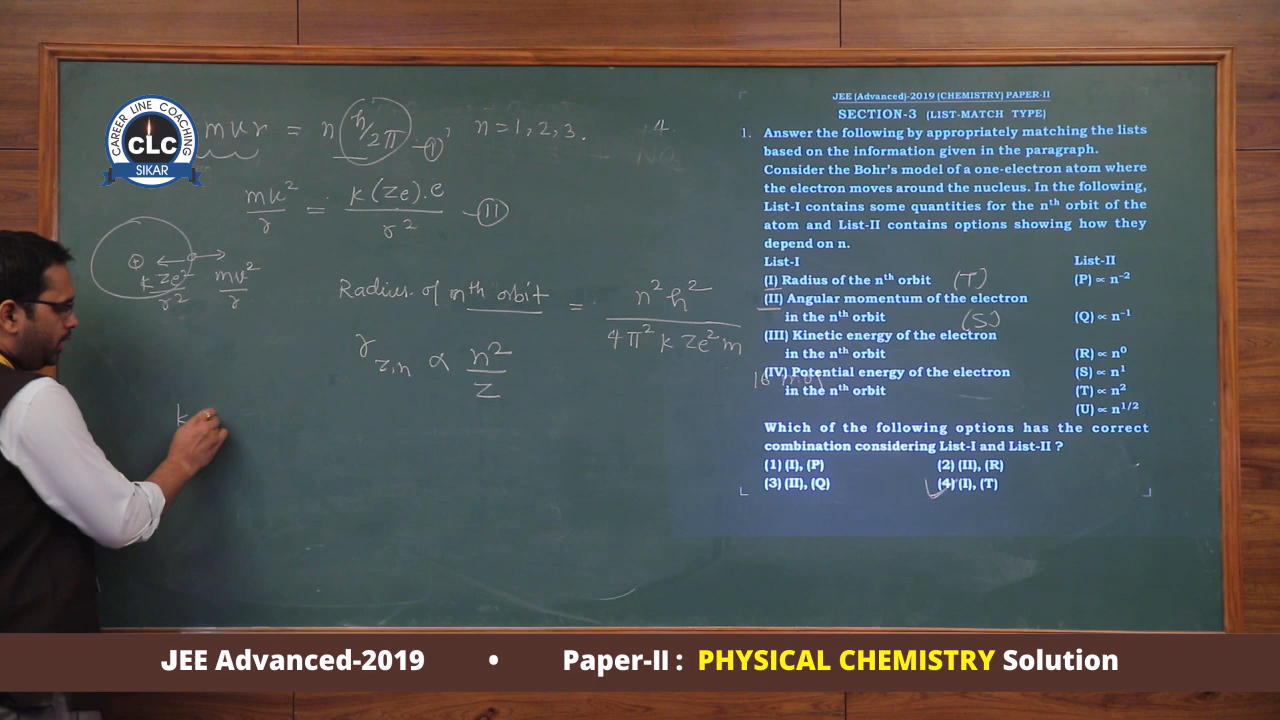 CAREER LINE COACHING
CLC
SIKAR
mvr = n h/2π —(I), n = 1, 2, 3.
mv²/r = k(Ze).e/r² —(II)
kZe²/r²
mv²/r
Radius of nth orbit = n²h²/4π²kZe²m
r z,n ∝ n²/z
k
JEE (Advanced)-2019 (CHEMISTRY) PAPER-II
SECTION-3 (LIST-MATCH TYPE)
1. Answer the following by appropriately matching the lists
based on the information given in the paragraph.
Consider the Bohr's model of a one-electron atom where
the electron moves around the nucleus. In the following,
List-I contains some quantities for the nth orbit of the
atom and List-II contains options showing how they
depend on n.
List-I List-II
(I) Radius of the nth orbit (T) (P) ∝ n⁻²
(II) Angular momentum of the electron
in the nth orbit (S) (Q) ∝ n⁻¹
(III) Kinetic energy of the electron
in the nth orbit (R) ∝ n⁰
(IV) Potential energy of the electron (S) ∝ n¹
in the nth orbit (T) ∝ n²
(U) ∝ n¹/²
Which of the following options has the correct
combination considering List-I and List-II ?
(1) (I), (P) (2) (II), (R)
(3) (II), (Q) (4) (I), (T)
JEE Advanced-2019 • Paper-II : PHYSICAL CHEMISTRY Solution